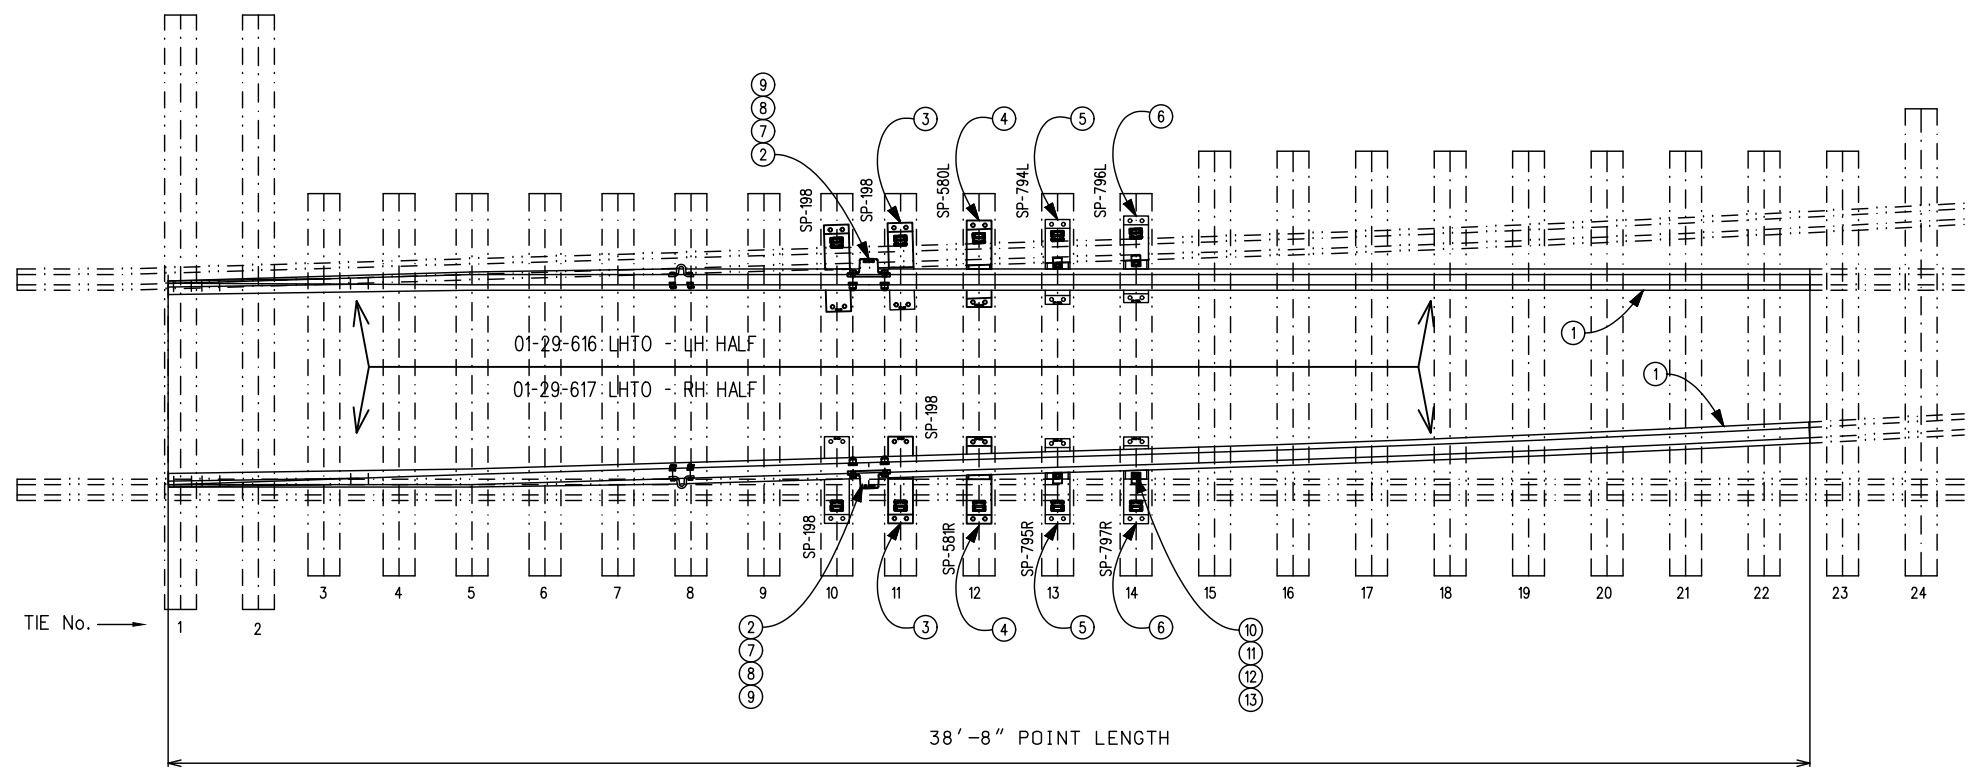 9
8
7
2
3
4
5
6
SP-198
SP-198
SP-580L
SP-794L
SP-796L
1
01-29-616 LHTO - LH HALF
01-29-617 LHTO - RH HALF
1
SP-198
SP-198
SP-581R
SP-795R
SP-797R
3 4 5 6 7 8 9 10 11 12 13 14 15 16 17 18 19 20 21 22 23 24
TIE No. 1 2
2
7
8
9
3
4
5
6
10
11
12
13
38'-8" POINT LENGTH